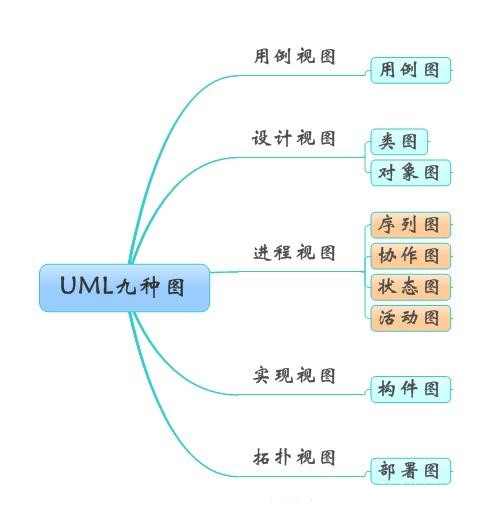 用例视图
用例图
设计视图
类图
对象图
序列图
进程视图
协作图
UML九种图
状态图
活动图
实现视图
构件图
拓扑视图
部署图